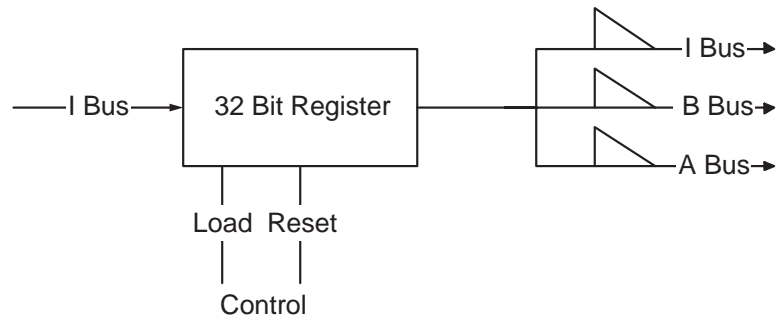 I Bus
32 Bit Register
I Bus
B Bus
A Bus
Load Reset
Control